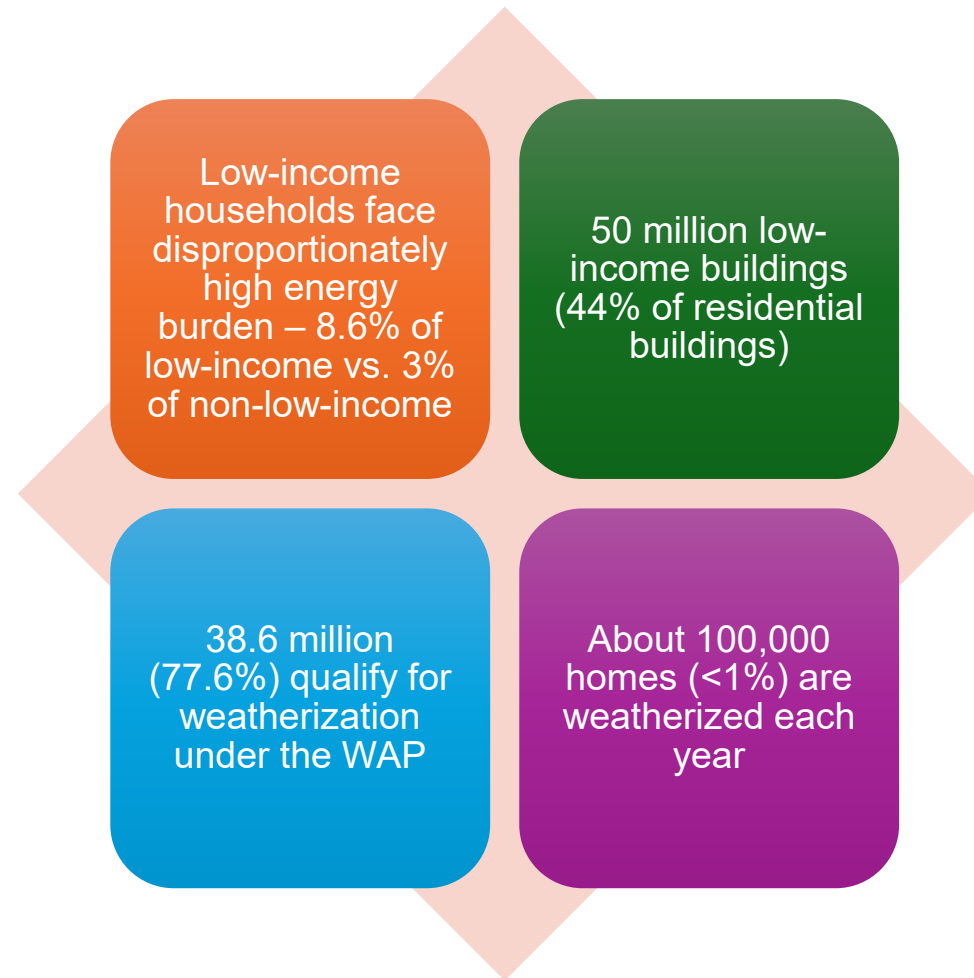 Low-income
households face
disproportionately
high energy
burden – 8.6% of
low-income vs. 3%
of non-low-income
50 million low-
income buildings
(44% of residential
buildings)
38.6 million
(77.6%) qualify for
weatherization
under the WAP
About 100,000
homes (<1%) are
weatherized each
year